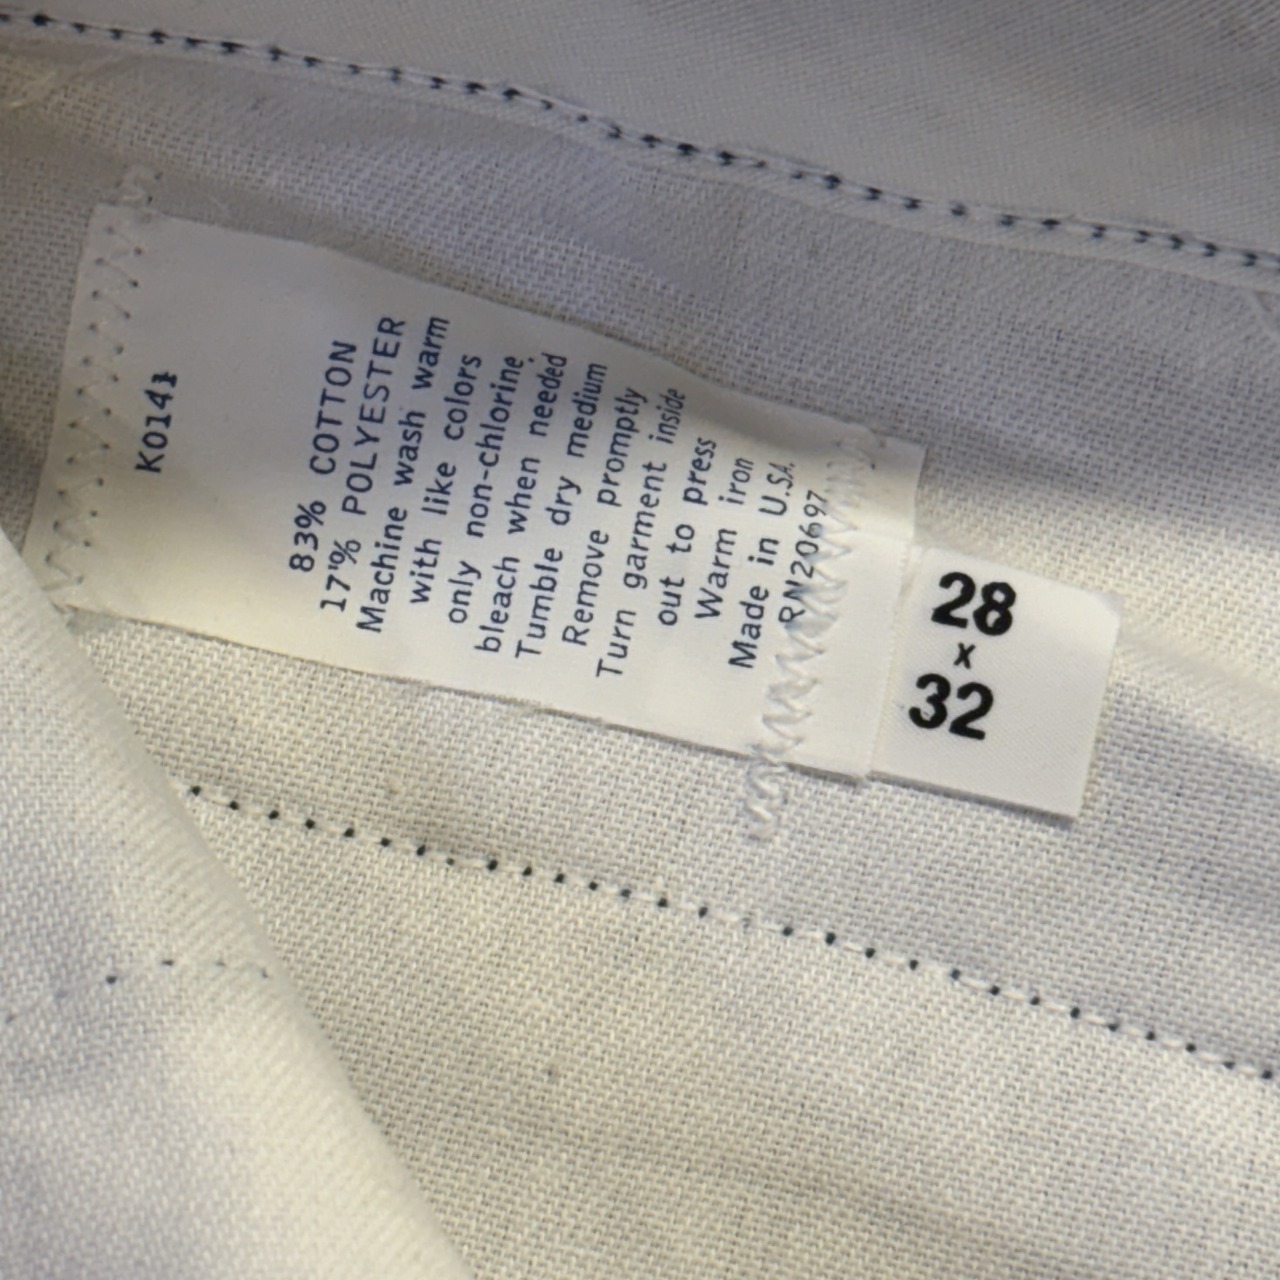 K0141
83% COTTON
17% POLYESTER
Machine wash warm
with like colors
only non-chlorine
bleach when needed
Tumble dry medium
Remove promptly
Turn garment inside
out to press
Warm iron
Made in U.S.A.
RN20697
28
x
32